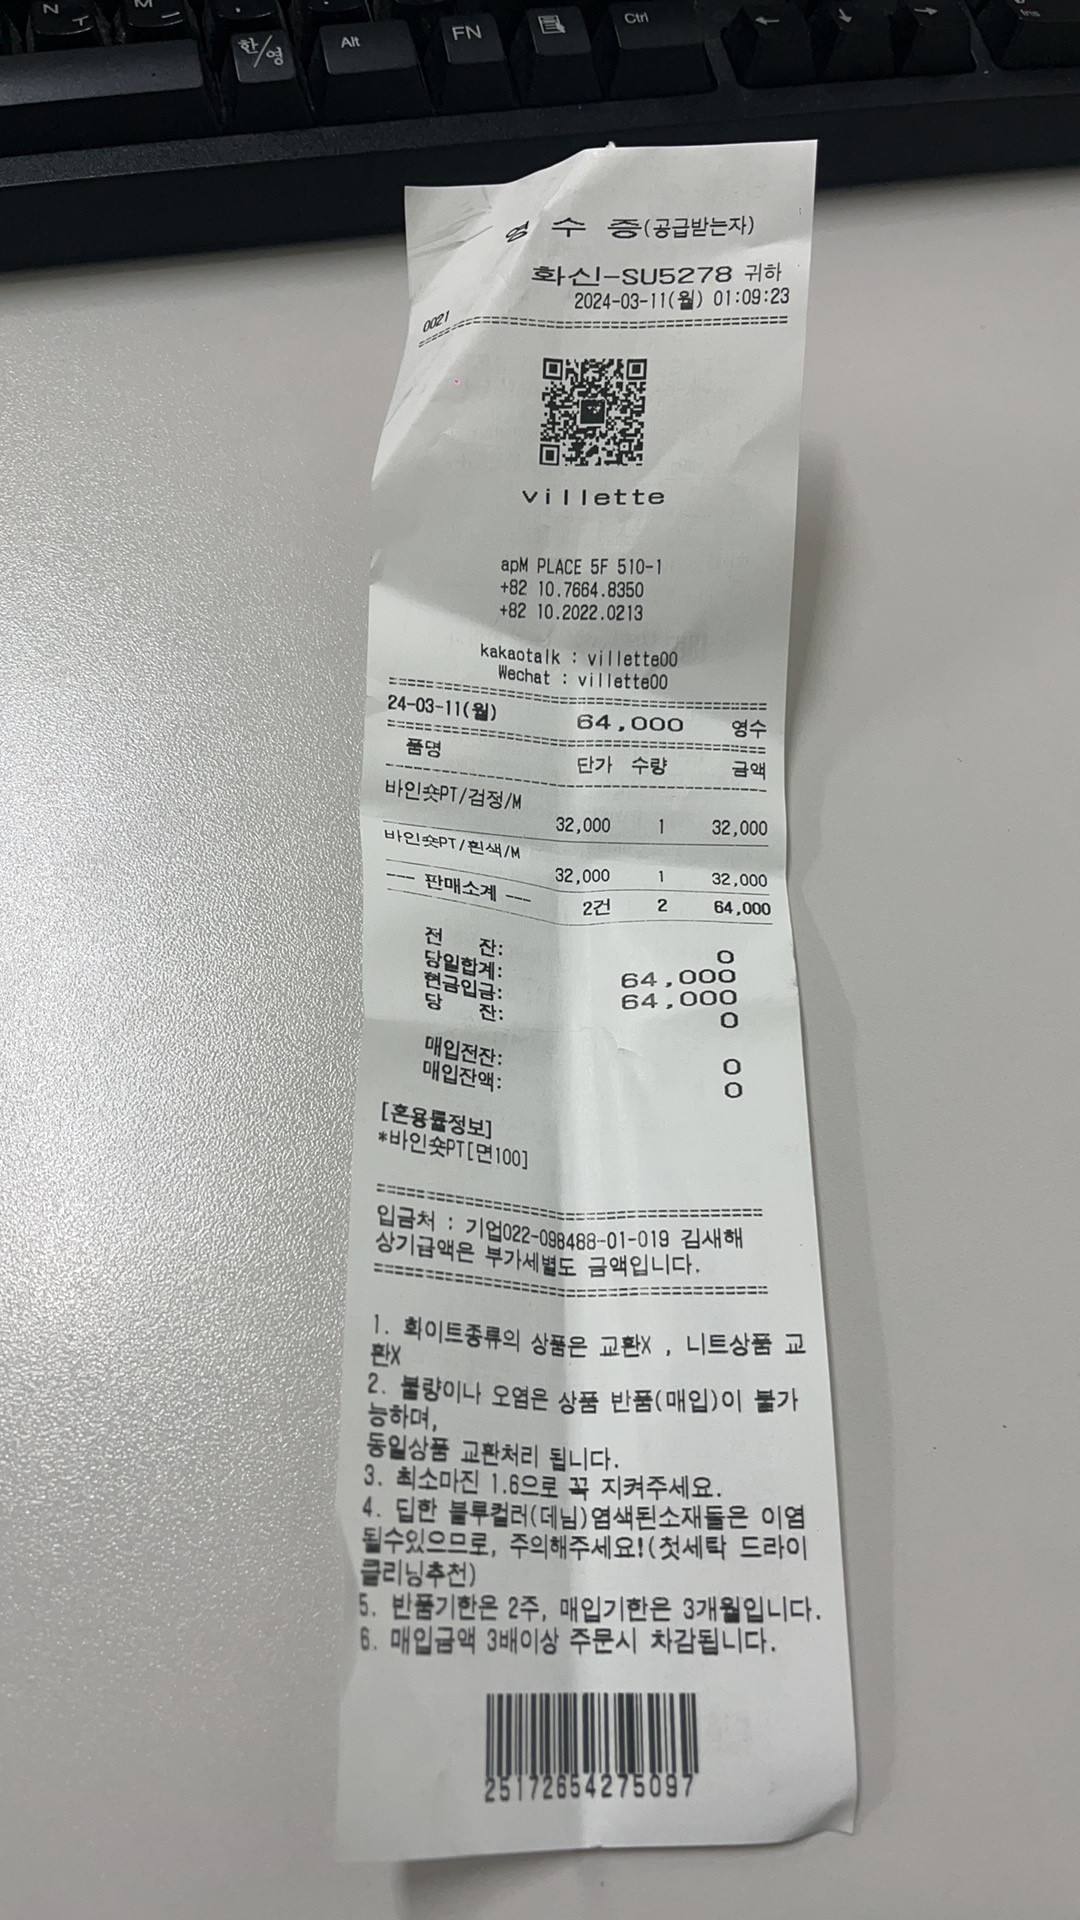 N
M
한/영
Alt
FN
Ctrl
Ins
영 수 증(공급받는자)
화신-SU5278 귀하
2024-03-11(월) 01:09:23
0021
villette
apM PLACE 5F 510-1
+82 10.7664.8350
+82 10.2022.0213
kakaotalk : villette00
Wechat : villette00
24-03-11(월) 64,000 영수
품명 단가 수량 금액
바인숏PT/검정/M
32,000 1 32,000
바인숏PT/흰색/M
32,000 1 32,000
--- 판매소계 --- 2건 2 64,000
전 잔: 0
당일합계: 64,000
현금입금: 64,000
당 잔: 0
매입전잔: 0
매입잔액: 0
[혼용률정보]
*바인숏PT[면100]
입금처 : 기업022-098488-01-019 김새해
상기금액은 부가세별도 금액입니다.
1. 화이트종류의 상품은 교환X , 니트상품 교
환X
2. 불량이나 오염은 상품 반품(매입)이 불가
능하며,
동일상품 교환처리 됩니다.
3. 최소마진 1.6으로 꼭 지켜주세요.
4. 딥한 블루컬러(데님)염색된소재들은 이염
될수있으므로, 주의해주세요!(첫세탁 드라이
클리닝추천)
5. 반품기한은 2주, 매입기한은 3개월입니다.
6. 매입금액 3배이상 주문시 차감됩니다.
25172654275097